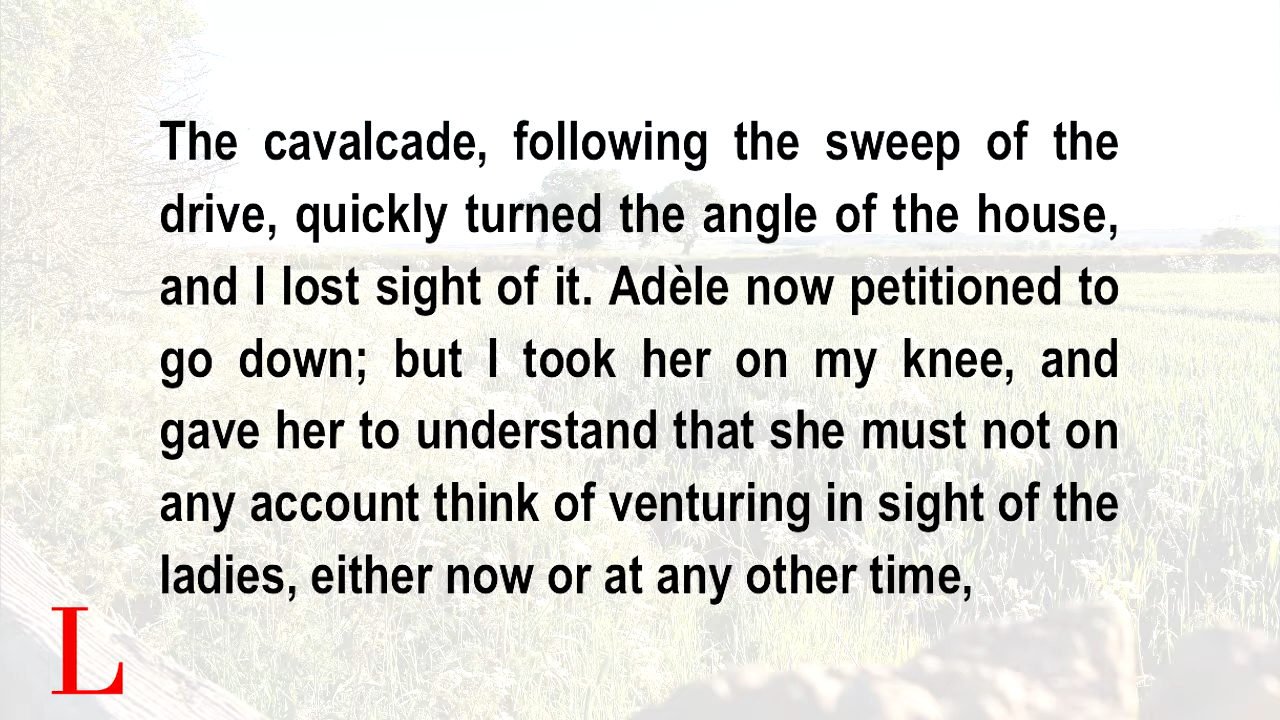 The cavalcade, following the sweep of the
drive, quickly turned the angle of the house,
and I lost sight of it. Adèle now petitioned to
go down; but I took her on my knee, and
gave her to understand that she must not on
any account think of venturing in sight of the
ladies, either now or at any other time,
L